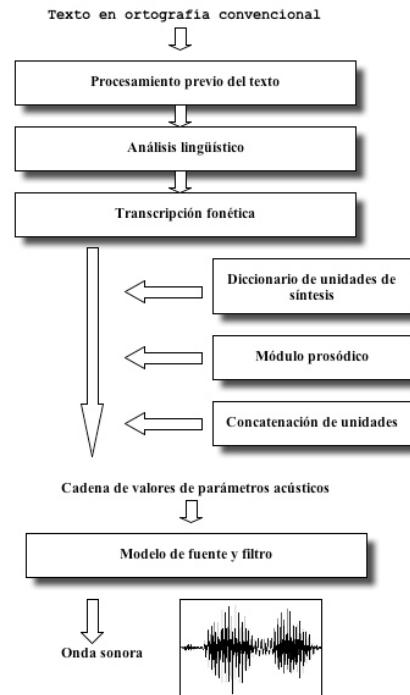 Texto en ortografía convencional
Procesamiento previo del texto
Análisis lingüístico
Transcripción fonética
Diccionario de unidades de
síntesis
Módulo prosódico
Concatenación de unidades
Cadena de valores de parámetros acústicos
Modelo de fuente y filtro
Onda sonora